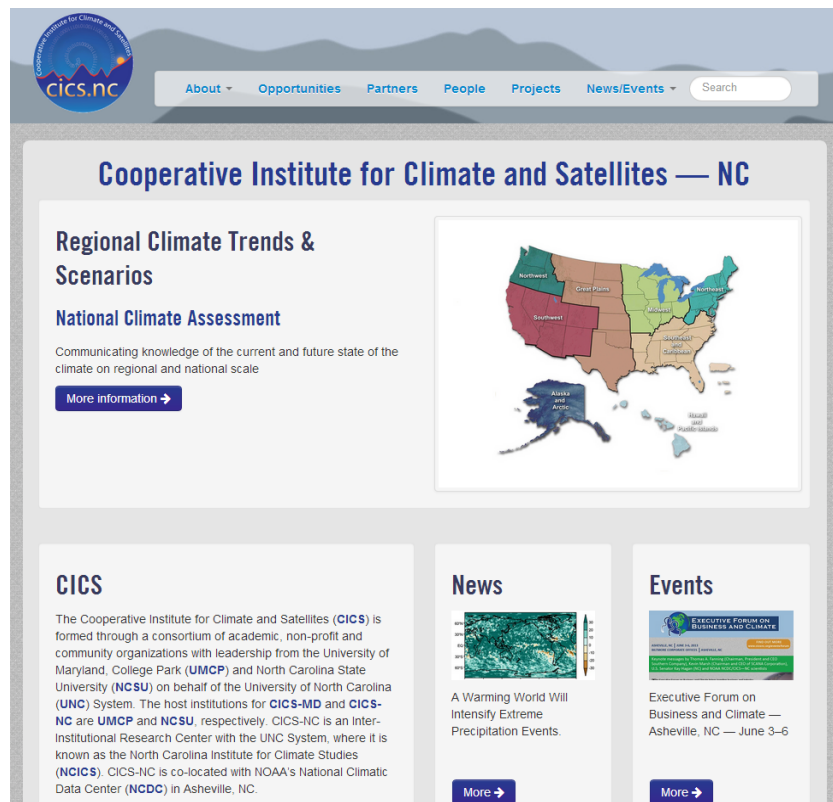 Cooperative Institute for Climate and Satellites
cics.nc
About
Opportunities
Partners
People
Projects
News/Events
Search
Cooperative Institute for Climate and Satellites — NC
Regional Climate Trends &
Scenarios
National Climate Assessment
Communicating knowledge of the current and future state of the
climate on regional and national scale
More information →
Northwest
Great Plains
Midwest
Northeast
Southwest
Southeast
and
Caribbean
Alaska
and
Arctic
Hawaii
and
Pacific Islands
CICS
The Cooperative Institute for Climate and Satellites (CICS) is
formed through a consortium of academic, non-profit and
community organizations with leadership from the University of
Maryland, College Park (UMCP) and North Carolina State
University (NCSU) on behalf of the University of North Carolina
(UNC) System. The host institutions for CICS-MD and CICS-
NC are UMCP and NCSU, respectively. CICS-NC is an Inter-
Institutional Research Center with the UNC System, where it is
known as the North Carolina Institute for Climate Studies
(NCICS). CICS-NC is co-located with NOAA's National Climatic
Data Center (NCDC) in Asheville, NC.
News
A Warming World Will
Intensify Extreme
Precipitation Events.
More →
Events
Executive Forum on
Business and Climate
Executive Forum on
Business and Climate —
Asheville, NC — June 3–6
More →